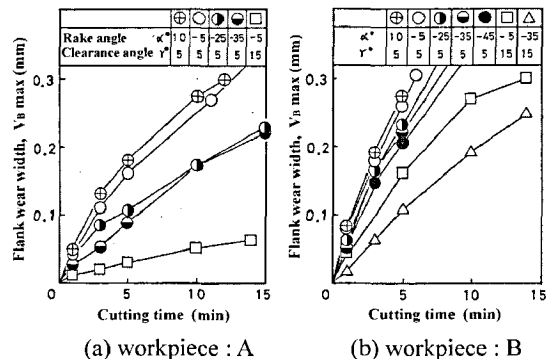 Rake angle α° 10 -5 -25 -35 -5
Clearance angle γ° 5 5 5 5 15
Flank wear width, VB max (mm)
0.3
0.2
0.1
0 5 10 15
Cutting time (min)
(a) workpiece : A
α° 10 -5 -25 -35 -45 -5 -35
γ° 5 5 5 5 5 15 15
Flank wear width, VB max (mm)
0.3
0.2
0.1
0 5 10 15
Cutting time (min)
(b) workpiece : B